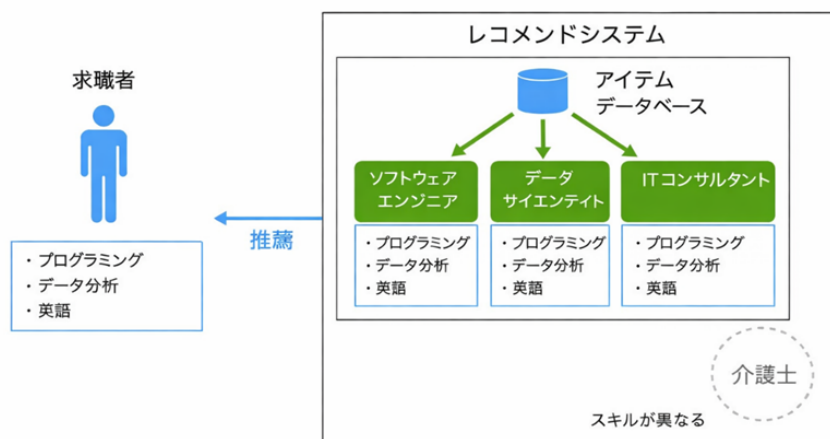 レコメンドシステム
求職者
アイテム
データベース
ソフトウェア
エンジニア
データ
サイエンティト
ITコンサルタント
推薦
・プログラミング
・データ分析
・英語
・プログラミング
・データ分析
・英語
・プログラミング
・データ分析
・英語
・プログラミング
・データ分析
・英語
介護士
スキルが異なる